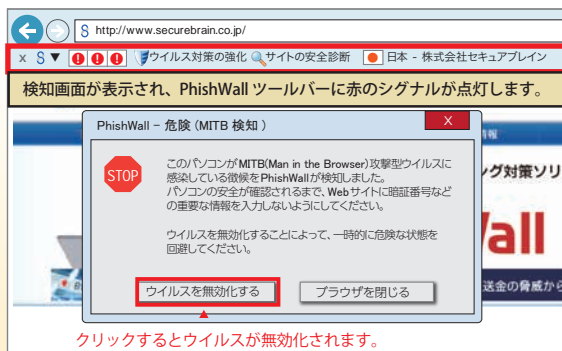 http://www.securebrain.co.jp/
x S ▼ ! ! ! ウイルス対策の強化 サイトの安全診断 日本 - 株式会社セキュアブレイン
検知画面が表示され、PhishWall ツールバーに赤のシグナルが点灯します。
PhishWall - 危険 (MITB 検知 )
X
情報
STOP
このパソコンがMITB(Man in the Browser)攻撃型ウイルスに
感染している徴候をPhishWallが検知しました。
パソコンの安全が確認されるまで、Webサイトに暗証番号など
の重要な情報を入力しないようにしてください。
ング対策ソリ
ウイルスを無効化することによって、一時的に危険な状態を
回避してください。
all
ウイルスを無効化する
ブラウザを閉じる
送金の脅威から
クリックするとウイルスが無効化されます。